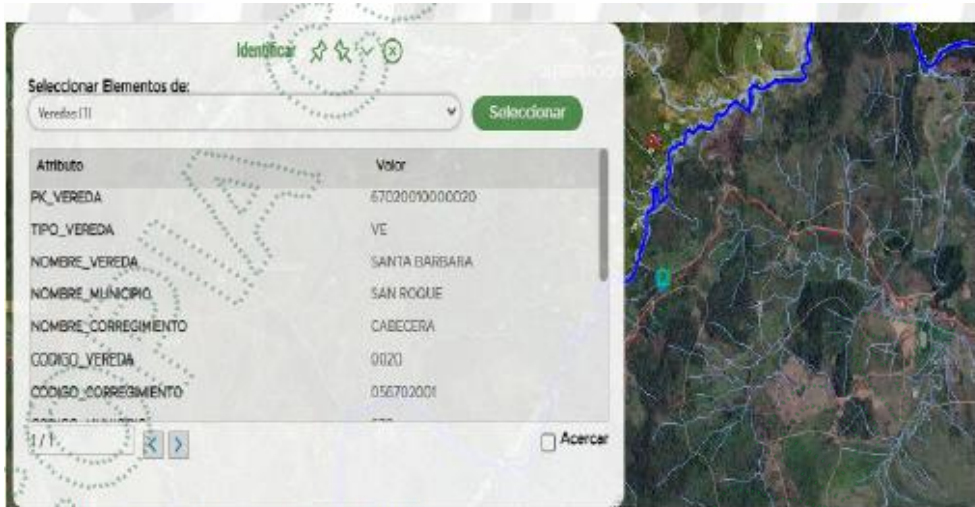 Identificar
Seleccionar Elementos de:
Veredas (1)
Seleccionar
Atributo Valor
PK_VEREDA 67020010000020
TIPO_VEREDA VE
NOMBRE_VEREDA SANTA BÁRBARA
NOMBRE_MUNICIPIO SAN ROQUE
NOMBRE_CORREGIMIENTO CABECERA
CODIGO_VEREDA 0020
CODIGO_CORREGIMIENTO 056702001
1 / 1
Acercar